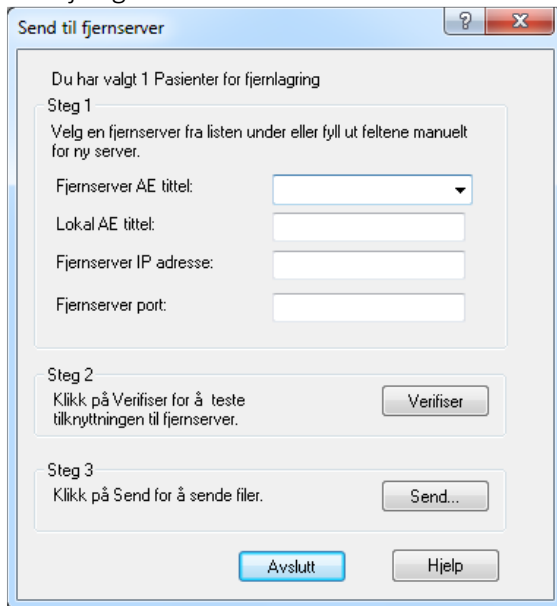 Send til fjernserver
Du har valgt 1 Pasienter for fjernlagring
Steg 1
Velg en fjernserver fra listen under eller fyll ut feltene manuelt
for ny server.
Fjernserver AE tittel:
Lokal AE tittel:
Fjernserver IP adresse:
Fjernserver port:
Steg 2
Klikk på Verifiser for å teste
tilknyttningen til fjernserver.
Verifiser
Steg 3
Klikk på Send for å sende filer.
Send...
Avslutt
Hjelp